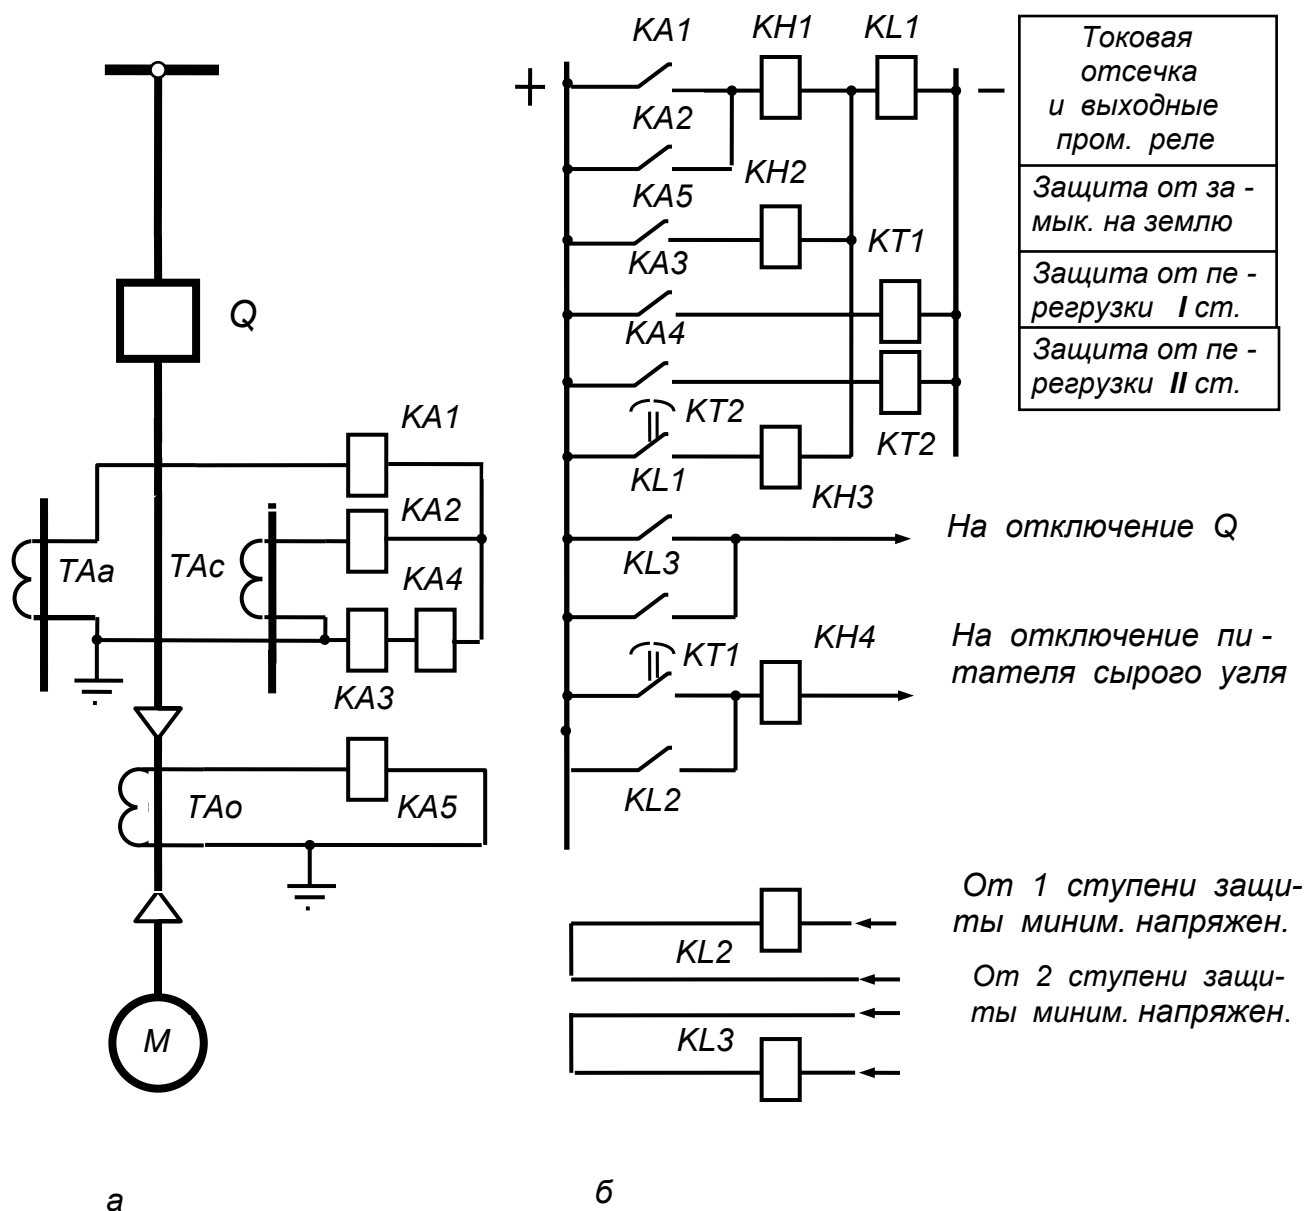 KA1
KH1
KL1
+
–
KA2
KH2
KA5
KA3
KT1
KA4
KT2
KT2
KL1
KH3
KL3
KT1
KH4
KL2
Токовая
отсечка
и выходные
пром. реле
Защита от за -
мык. на землю
Защита от пе -
регрузки I ст.
Защита от пе -
регрузки II ст.
На отключение Q
На отключение пи -
тателя сырого угля
Q
KA1
KA2
KA4
TAa
TAc
KA3
TAo
KA5
M
От 1 ступени защи-
ты миним. напряжен.
KL2
От 2 ступени защи-
ты миним. напряжен.
KL3
а
б